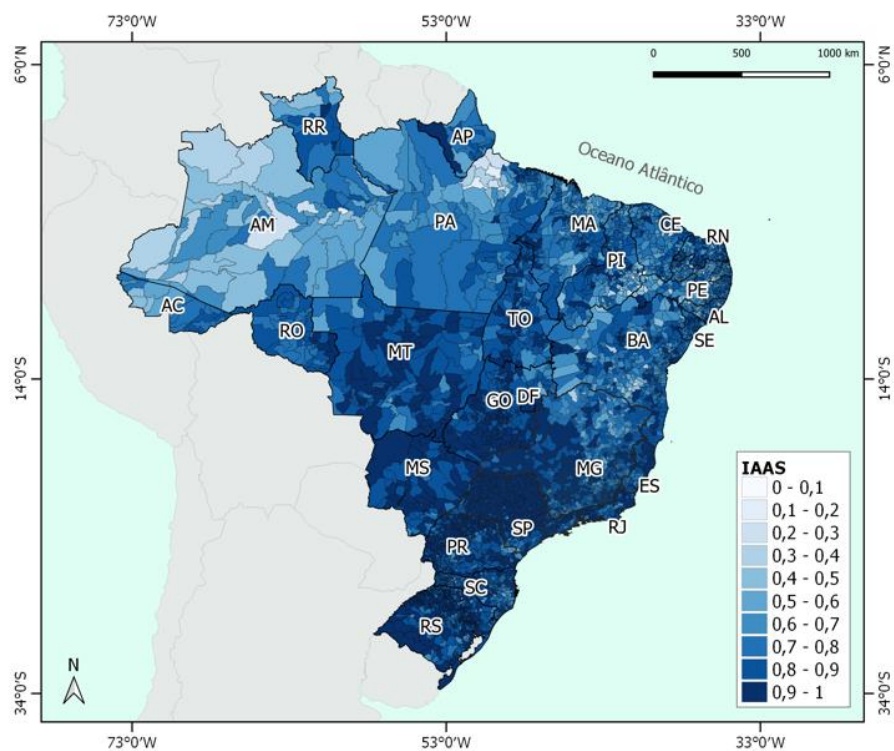 73°0'W 53°0'W 33°0'W
6°0'N
0 500 1000 km
RR
AP
Oceano Atlântico
AM
PA
MA
CE
RN
PI
PE
AC
TO
AL
RO
BA
SE
MT
14°0'S
14°0'S
GO
DF
MS
MG
ES
SP
RJ
PR
SC
RS
IAAS
0 - 0,1
0,1 - 0,2
0,2 - 0,3
0,3 - 0,4
0,4 - 0,5
0,5 - 0,6
0,6 - 0,7
0,7 - 0,8
0,8 - 0,9
0,9 - 1
N
34°0'S
34°0'S
6°0'N
73°0'W 53°0'W 33°0'W